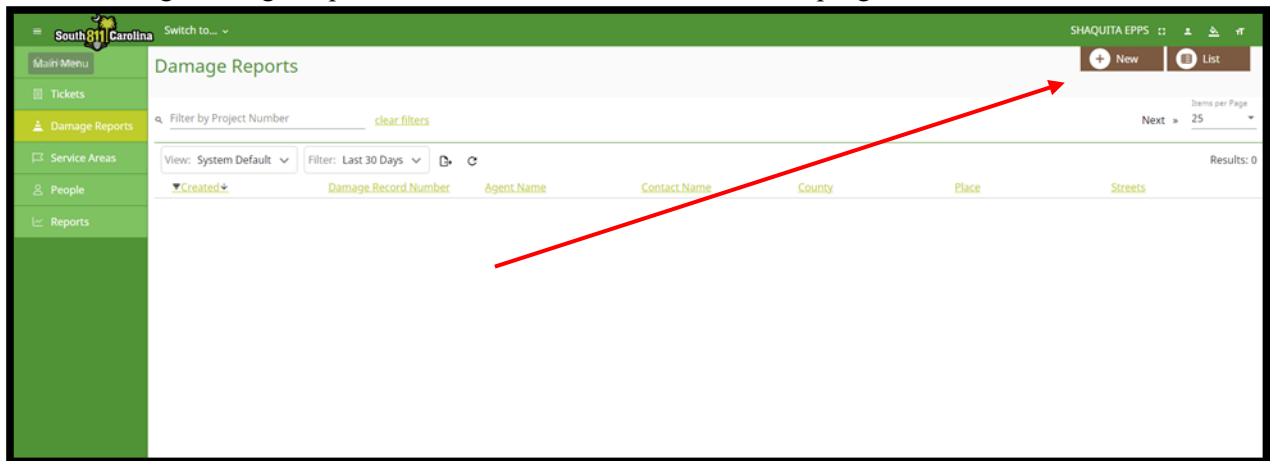 South 811 Carolina Switch to... SHAQUITA EPPS
Main Menu
Damage Reports
New
List
Tickets
Damage Reports
Filter by Project Number
clear filters
Next »
Items per Page
25
Service Areas
View: System Default
Filter: Last 30 Days
Results: 0
People
Created
Damage Record Number
Agent Name
Contact Name
County
Place
Streets
Reports